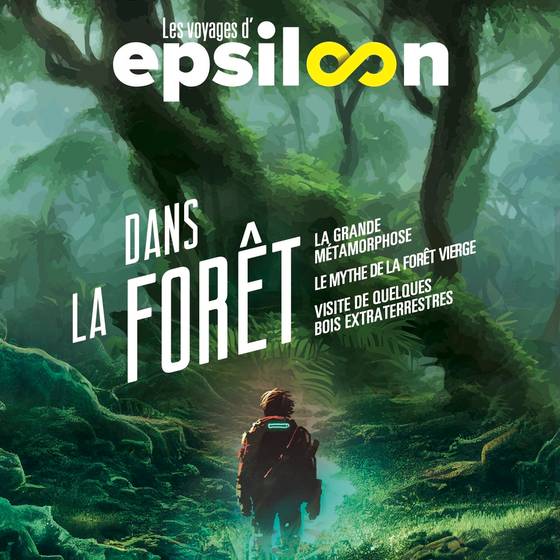 Les voyages d'
epsiloon
DANS
LA FORÊT
LA GRANDE
MÉTAMORPHOSE
LE MYTHE DE LA FORÊT VIERGE
VISITE DE QUELQUES
BOIS EXTRATERRESTRES